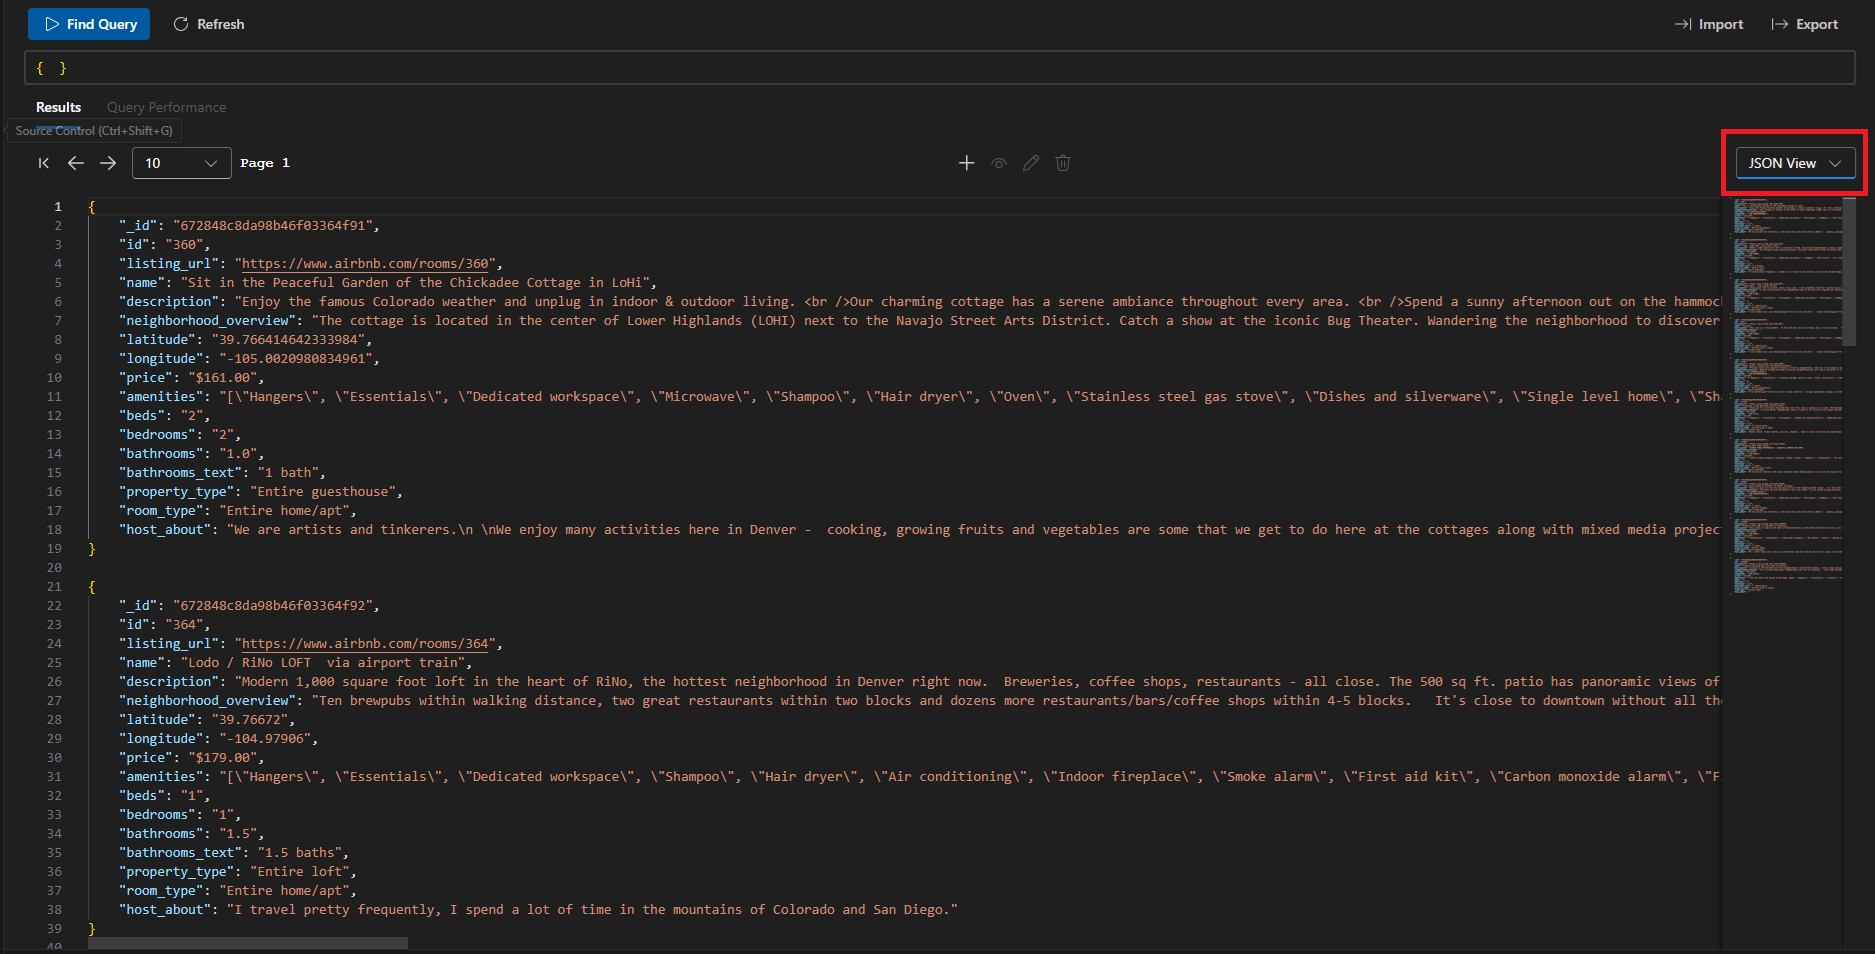 Find Query Refresh Import Export
{ }
Results Query Performance
Source Control (Ctrl+Shift+G)
10 Page 1 JSON View
1 {
2 "_id": "672848c8da98b46f03364f91",
3 "id": "360",
4 "listing_url": "https://www.airbnb.com/rooms/360",
5 "name": "Sit in the Peaceful Garden of the Chickadee Cottage in LoHi",
6 "description": "Enjoy the famous Colorado weather and unplug in indoor & outdoor living. <br />Our charming cottage has a serene ambiance throughout every area. <br />Spend a sunny afternoon out on the hammoc
7 "neighborhood_overview": "The cottage is located in the center of Lower Highlands (LOHI) next to the Navajo Street Arts District. Catch a show at the iconic Bug Theater. Wandering the neighborhood to discover
8 "latitude": "39.766414642333984",
9 "longitude": "-105.0020980834961",
10 "price": "$161.00",
11 "amenities": "[\"Hangers\", \"Essentials\", \"Dedicated workspace\", \"Microwave\", \"Shampoo\", \"Hair dryer\", \"Oven\", \"Stainless steel gas stove\", \"Dishes and silverware\", \"Single level home\", \"Sh
12 "beds": "2",
13 "bedrooms": "2",
14 "bathrooms": "1.0",
15 "bathrooms_text": "1 bath",
16 "property_type": "Entire guesthouse",
17 "room_type": "Entire home/apt",
18 "host_about": "We are artists and tinkerers.\n \nWe enjoy many activities here in Denver -  cooking, growing fruits and vegetables are some that we get to do here at the cottages along with mixed media projec
19 }
20
21 {
22 "_id": "672848c8da98b46f03364f92",
23 "id": "364",
24 "listing_url": "https://www.airbnb.com/rooms/364",
25 "name": "Lodo / RiNo LOFT  via airport train",
26 "description": "Modern 1,000 square foot loft in the heart of RiNo, the hottest neighborhood in Denver right now.  Breweries, coffee shops, restaurants - all close. The 500 sq ft. patio has panoramic views of
27 "neighborhood_overview": "Ten brewpubs within walking distance, two great restaurants within two blocks and dozens more restaurants/bars/coffee shops within 4-5 blocks.   It's close to downtown without all th
28 "latitude": "39.76672",
29 "longitude": "-104.97906",
30 "price": "$179.00",
31 "amenities": "[\"Hangers\", \"Essentials\", \"Dedicated workspace\", \"Shampoo\", \"Hair dryer\", \"Air conditioning\", \"Indoor fireplace\", \"Smoke alarm\", \"First aid kit\", \"Carbon monoxide alarm\", \"F
32 "beds": "1",
33 "bedrooms": "1",
34 "bathrooms": "1.5",
35 "bathrooms_text": "1.5 baths",
36 "property_type": "Entire loft",
37 "room_type": "Entire home/apt",
38 "host_about": "I travel pretty frequently, I spend a lot of time in the mountains of Colorado and San Diego."
39 }
40